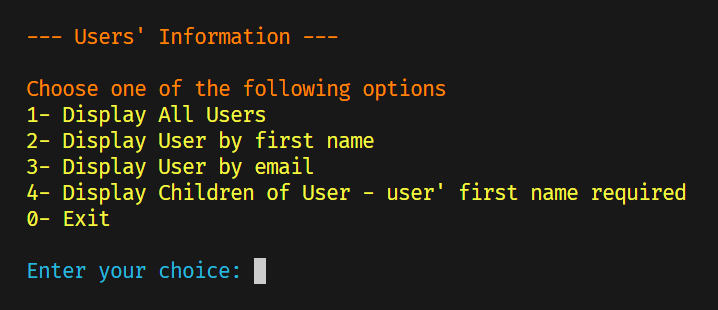 --- Users' Information ---
Choose one of the following options
1- Display All Users
2- Display User by first name
3- Display User by email
4- Display Children of User - user' first name required
0- Exit
Enter your choice: